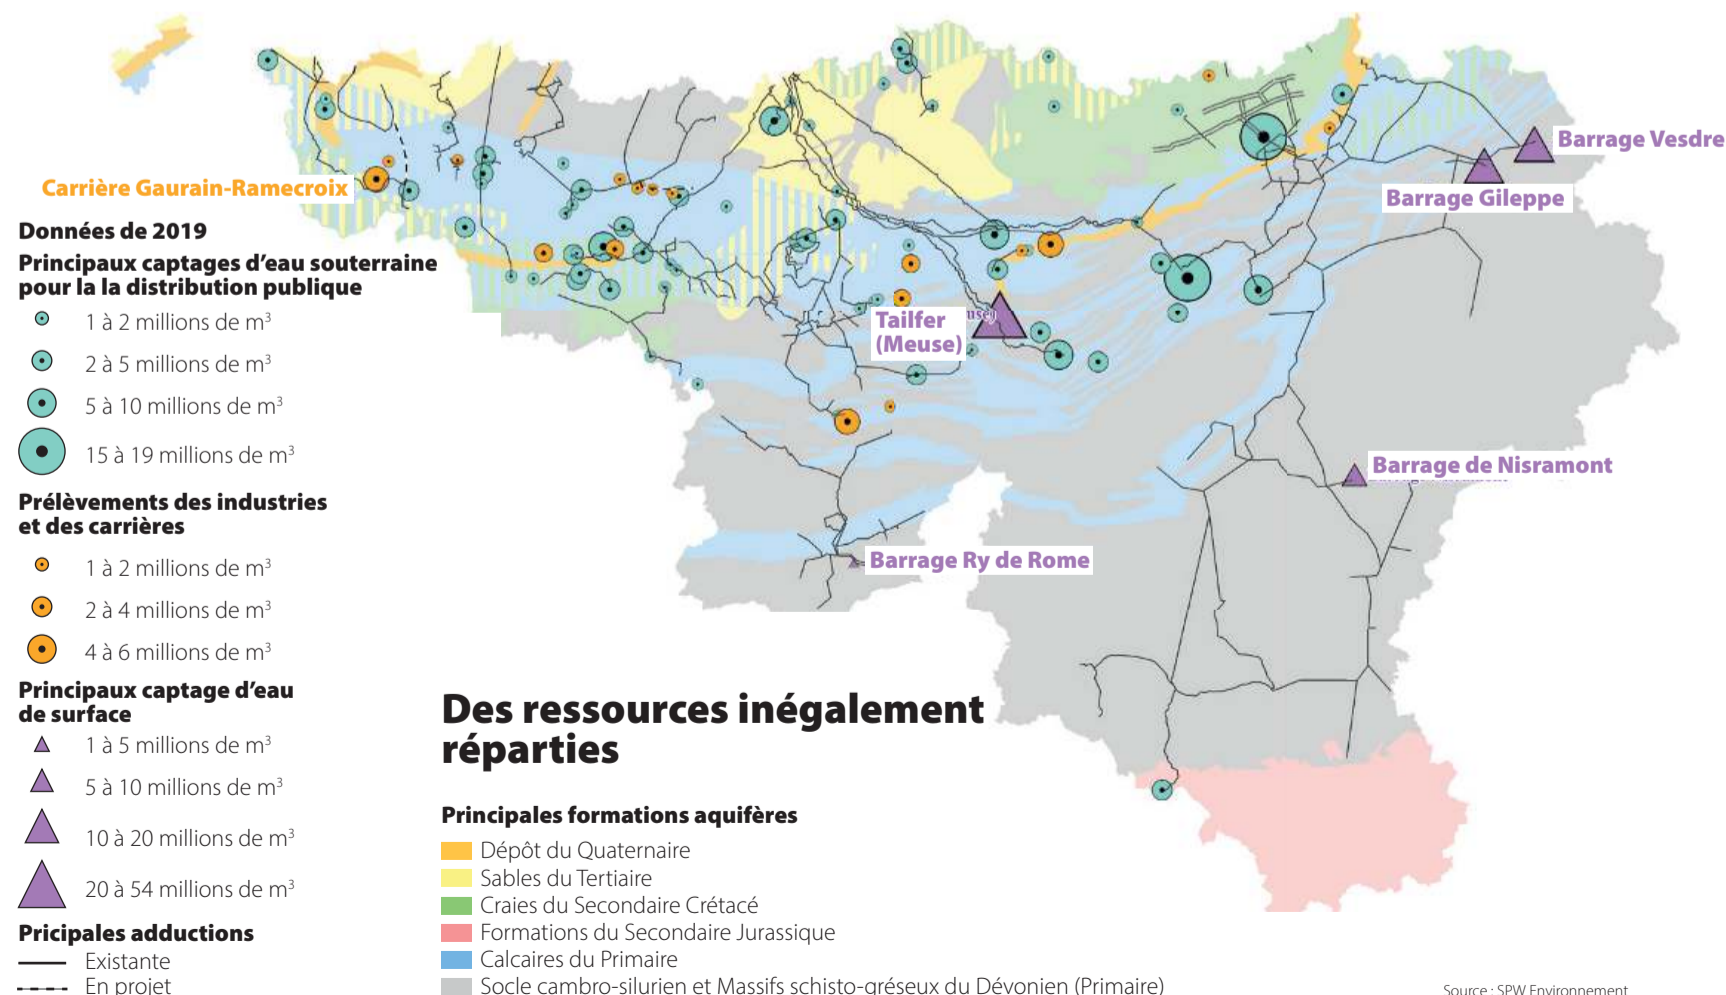 Barrage Vesdre
Barrage Gileppe
Carrière Gaurain-Ramecroix
Tailfer
(Meuse)
Barrage de Nisramont
Barrage Ry de Rome
Données de 2019
Principaux captages d’eau souterraine
pour la la distribution publique
1 à 2 millions de m³
2 à 5 millions de m³
5 à 10 millions de m³
15 à 19 millions de m³
Prélèvements des industries
et des carrières
1 à 2 millions de m³
2 à 4 millions de m³
4 à 6 millions de m³
Principaux captage d’eau
de surface
1 à 5 millions de m³
5 à 10 millions de m³
10 à 20 millions de m³
20 à 54 millions de m³
Pricipales adductions
Existante
En projet
Des ressources inégalement
réparties
Principales formations aquifères
Dépôt du Quaternaire
Sables du Tertiaire
Craies du Secondaire Crétacé
Formations du Secondaire Jurassique
Calcaires du Primaire
Socle cambro-silurien et Massifs schisto-gréseux du Dévonien (Primaire)
Source : SPW Environnement